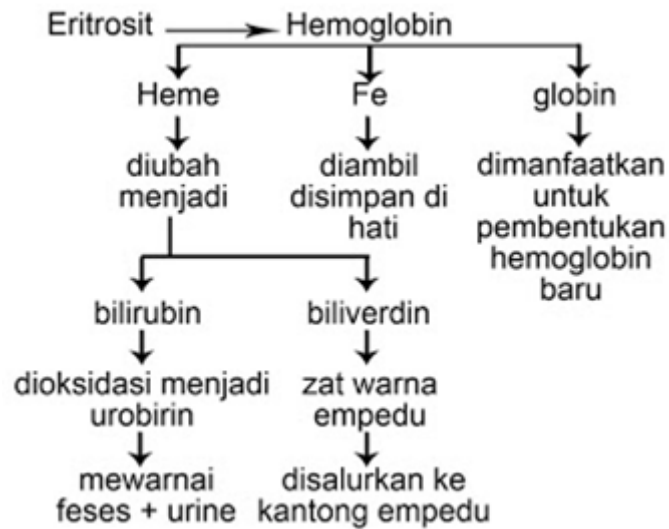 Eritrosit Hemoglobin
Heme Fe globin
diubah
menjadi
diambil
disimpan di
hati
dimanfaatkan
untuk
pembentukan
hemoglobin
baru
bilirubin biliverdin
dioksidasi menjadi
urobirin
zat warna
empedu
mewarnai
feses + urine
disalurkan ke
kantong empedu